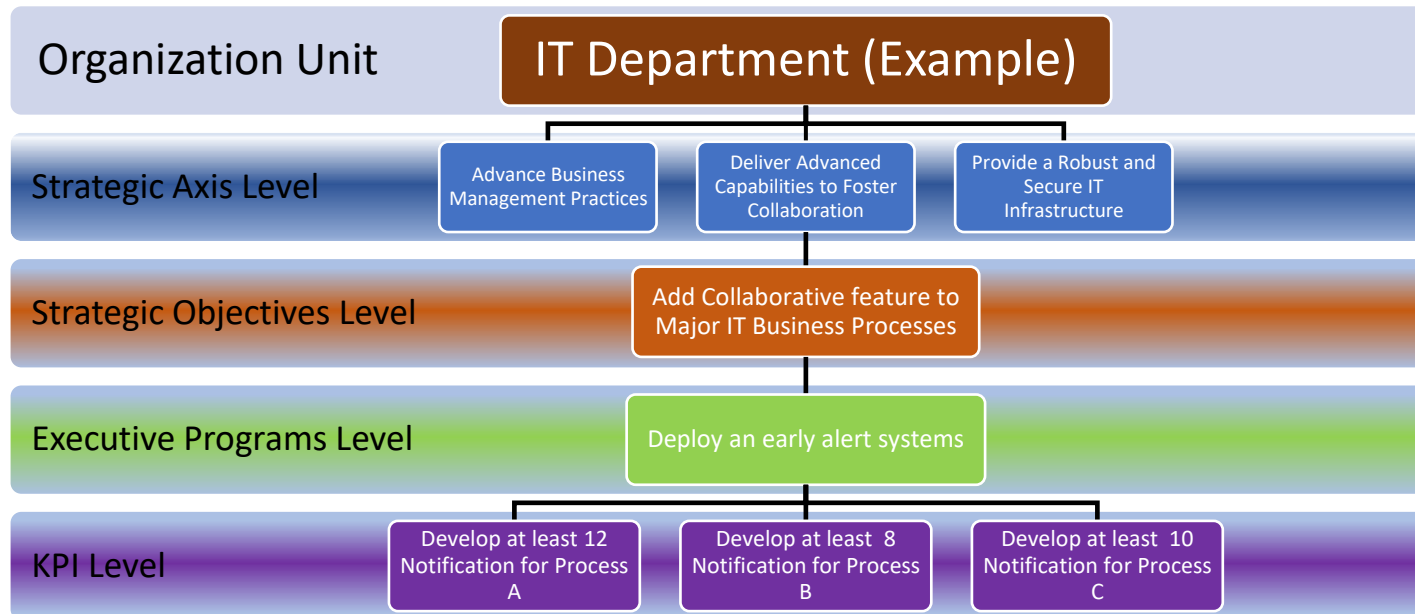 Organization Unit
IT Department (Example)
Strategic Axis Level
Advance Business
Management Practices
Deliver Advanced
Capabilities to Foster
Collaboration
Provide a Robust and
Secure IT
Infrastructure
Strategic Objectives Level
Add Collaborative feature to
Major IT Business Processes
Executive Programs Level
Deploy an early alert systems
KPI Level
Develop at least 12
Notification for Process
A
Develop at least  8
Notification for Process
B
Develop at least  10
Notification for Process
C